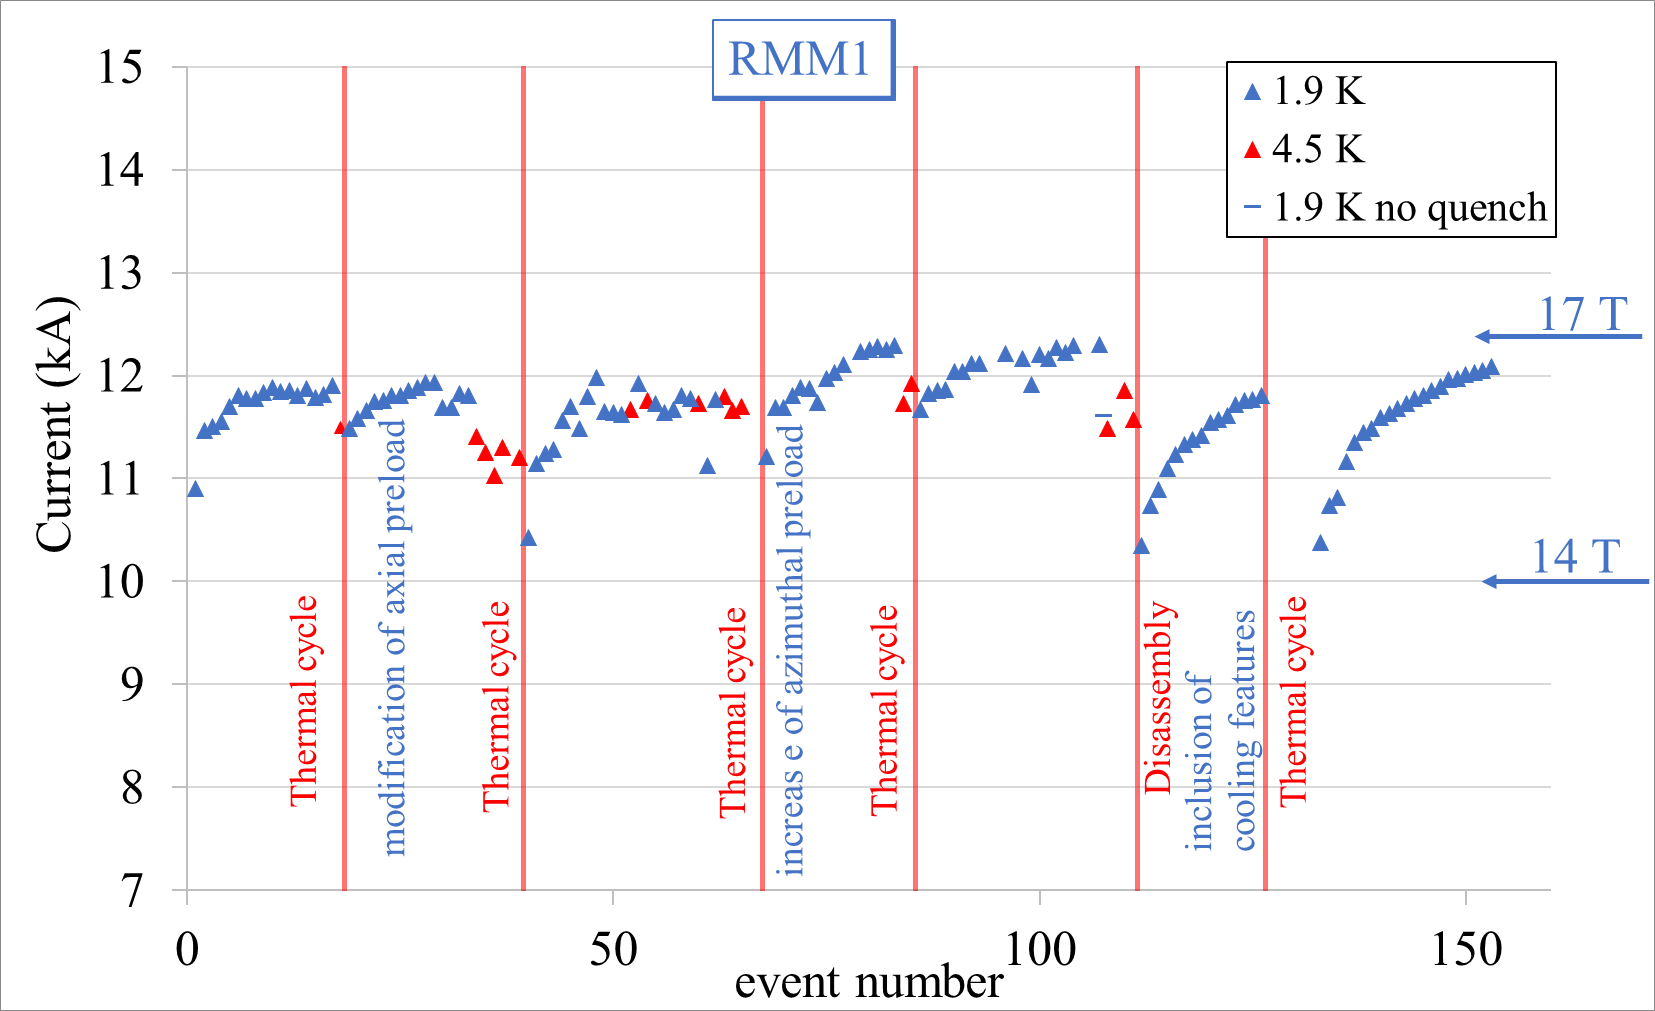 RMM1
1.9 K
4.5 K
1.9 K no quench
15
14
13
12
11
10
9
8
7
Current (kA)
17 T
14 T
Thermal cycle
modification of axial preload
Thermal cycle
Thermal cycle
increas e of azimuthal preload
Thermal cycle
Disassembly
inclusion of
cooling features
Thermal cycle
0
50
100
150
event number